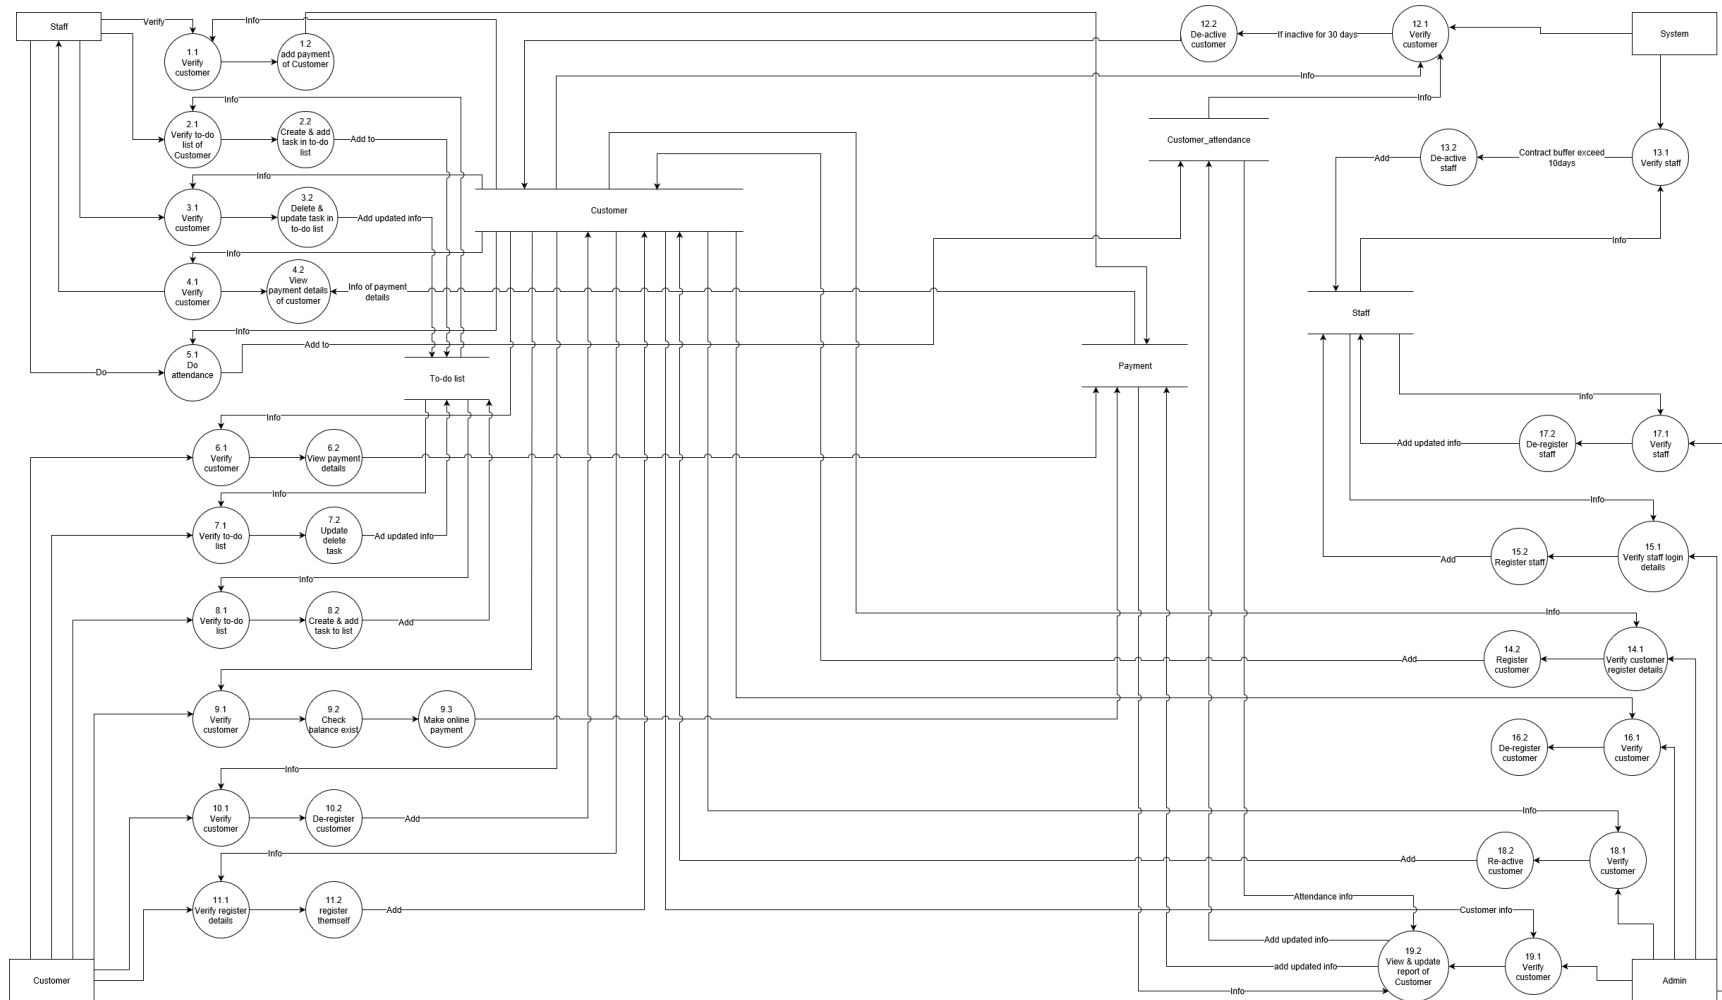 Staff
Verify
Info
1.1
Verify
customer
1.2
add payment
of Customer
12.2
De-active
customer
If inactive for 30 days
12.1
Verify
customer
System
Info
Info
Info
2.1
Verify to-do
list of
Customer
2.2
Create & add
task in to-do
list
Add to
Customer_attendance
13.2
De-active
staff
Add
Contract buffer exceed
10days
13.1
Verify staff
Info
3.1
Verify
customer
3.2
Delete &
update task in
to-do list
Add updated info
Customer
Info
Info
4.1
Verify
customer
4.2
View
payment details
of customer
Info of payment
details
Staff
Info
5.1
Do
attendance
Do
Add to
To-do list
Payment
Info
Info
6.1
Verify
customer
6.2
View payment
details
Add updated info
17.2
De-register
staff
17.1
Verify
staff
Info
Info
7.1
Verify to-do
list
7.2
Update
delete
task
Ad updated info
Add
15.2
Register staff
15.1
Verify staff login
details
Info
8.1
Verify to-do
list
8.2
Create & add
task to list
Add
Info
Add
14.2
Register
customer
14.1
Verify customer
register details
9.1
Verify
customer
9.2
Check
balance exist
9.3
Make online
payment
16.2
De-register
customer
16.1
Verify
customer
Info
10.1
Verify
customer
10.2
De-register
customer
Add
Info
Info
Add
18.2
Re-active
customer
18.1
Verify
customer
11.1
Verify register
details
11.2
register
themself
Add
Attendance info
Customer info
Add updated info
add updated info
Info
19.2
View & update
report of
Customer
19.1
Verify
customer
Customer
Admin